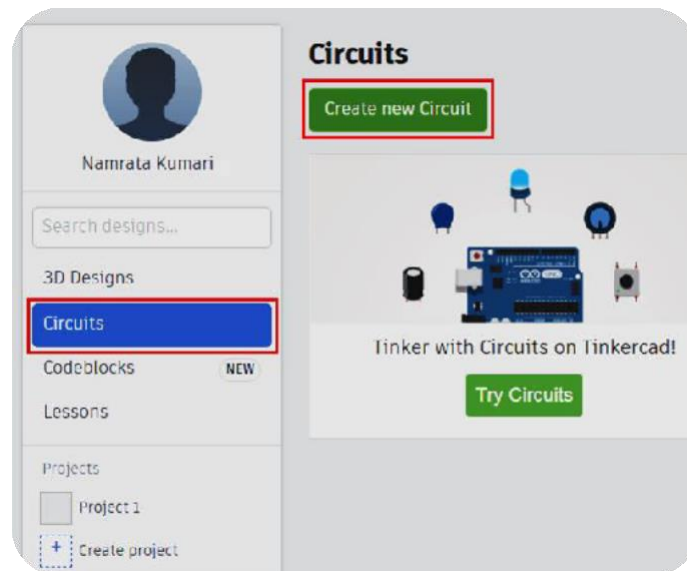 Namrata Kumari
Search designs...
3D Designs
Circuits
Codeblocks NEW
Lessons
Projects
Project 1
+ Create project
Circuits
Create new Circuit
Tinker with Circuits on Tinkercad!
Try Circuits